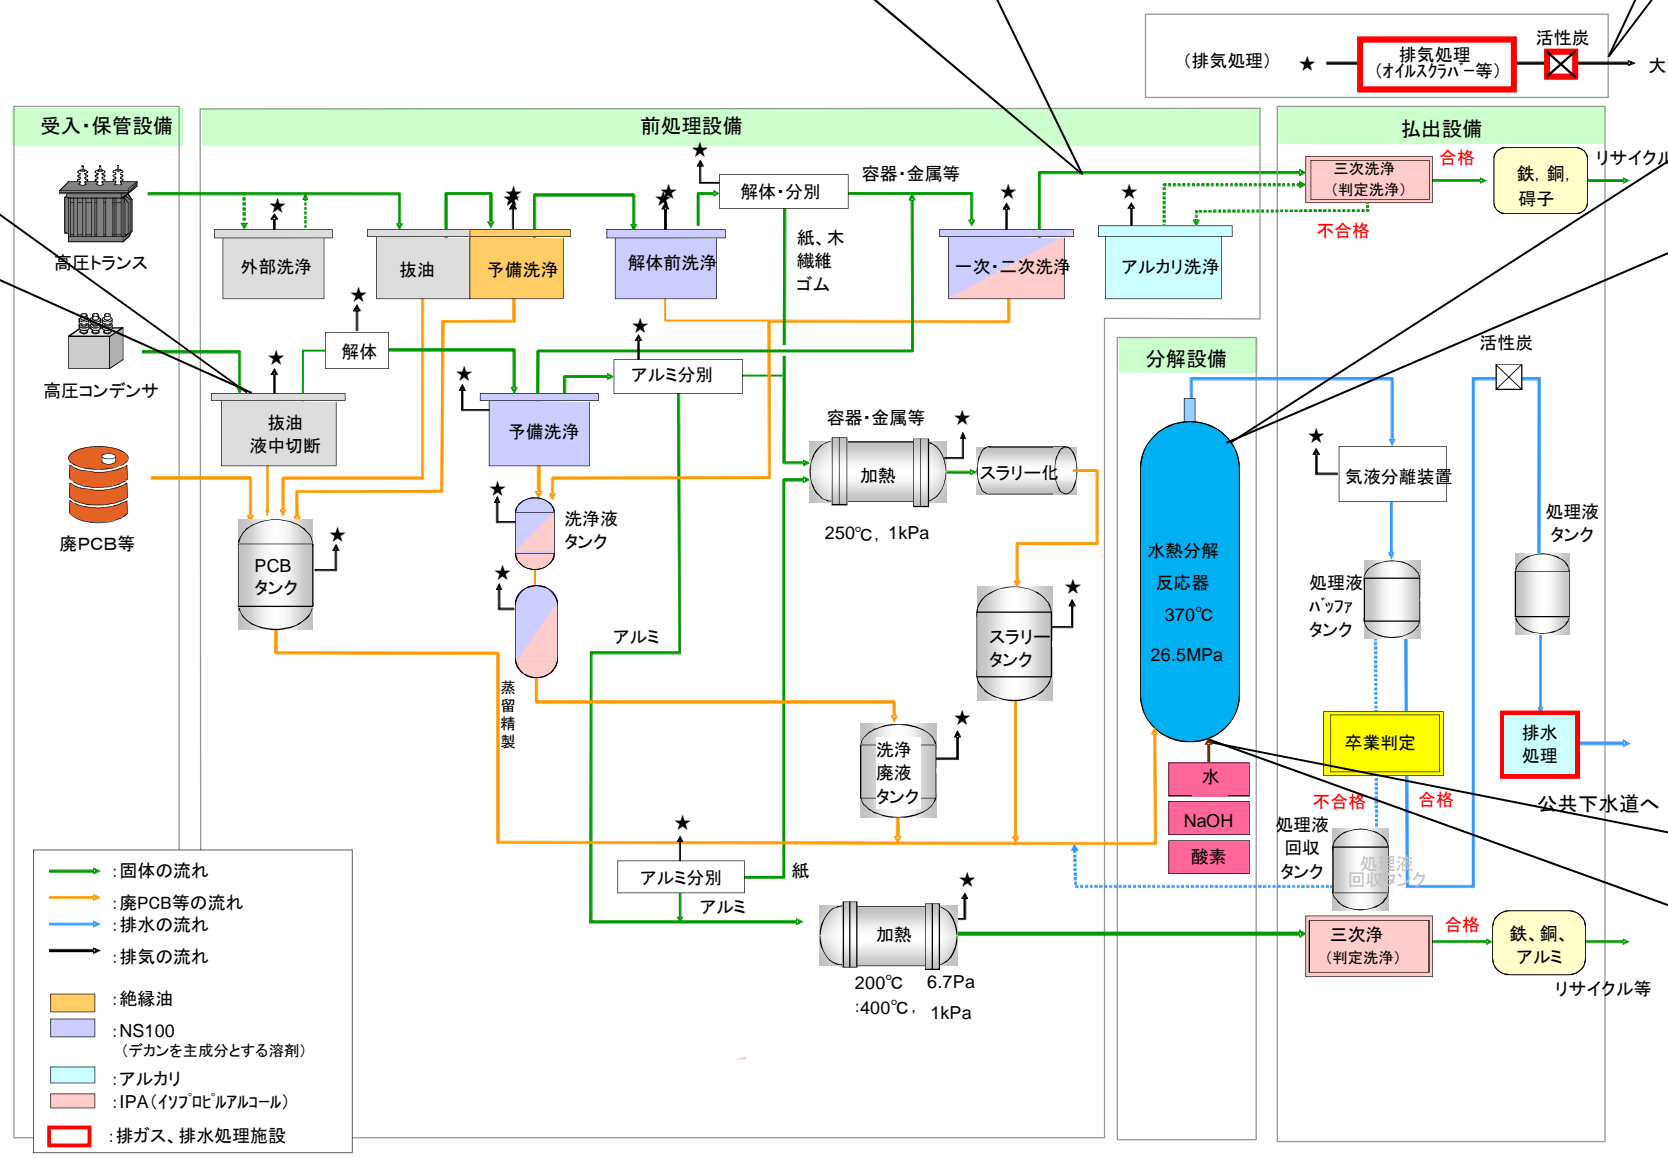 活性炭
(排気処理)
★
排気処理
(オイルスクラバー等)
大
受入・保管設備
前処理設備
払出設備
高圧トランス
外部洗浄
抜油
予備洗浄
解体前洗浄
解体・分別
容器・金属等
紙、木
繊維
ゴム
一次・二次洗浄
アルカリ洗浄
三次洗浄
(判定洗浄)
合格
不合格
鉄，銅，
碍子
リサイクル
高圧コンデンサ
解体
抜油
液中切断
予備洗浄
アルミ分別
分解設備
活性炭
容器・金属等
加熱
スラリー化
250℃，1kPa
気液分離装置
廃PCB等
PCB
タンク
洗浄液
タンク
水熱分解
反応器
370℃
26.5MPa
処理液
タンク
処理液
バッファ
タンク
アルミ
スラリー
タンク
蒸
留
精
製
洗浄
廃液
タンク
卒業判定
排水
処理
水
NaOH
酸素
不合格
合格
公共下水道へ
処理液
回収
タンク
処理液
回収タンク
アルミ分別
紙
アルミ
加熱
200℃ 6.7Pa
:400℃， 1kPa
三次浄
(判定洗浄)
合格
鉄、銅、
アルミ
リサイクル等
:固体の流れ
:廃PCB等の流れ
:排水の流れ
:排気の流れ
:絶縁油
:NS100
(デカンを主成分とする溶剤)
:アルカリ
:IPA(イソプロピルアルコール)
:排ガス、排水処理施設